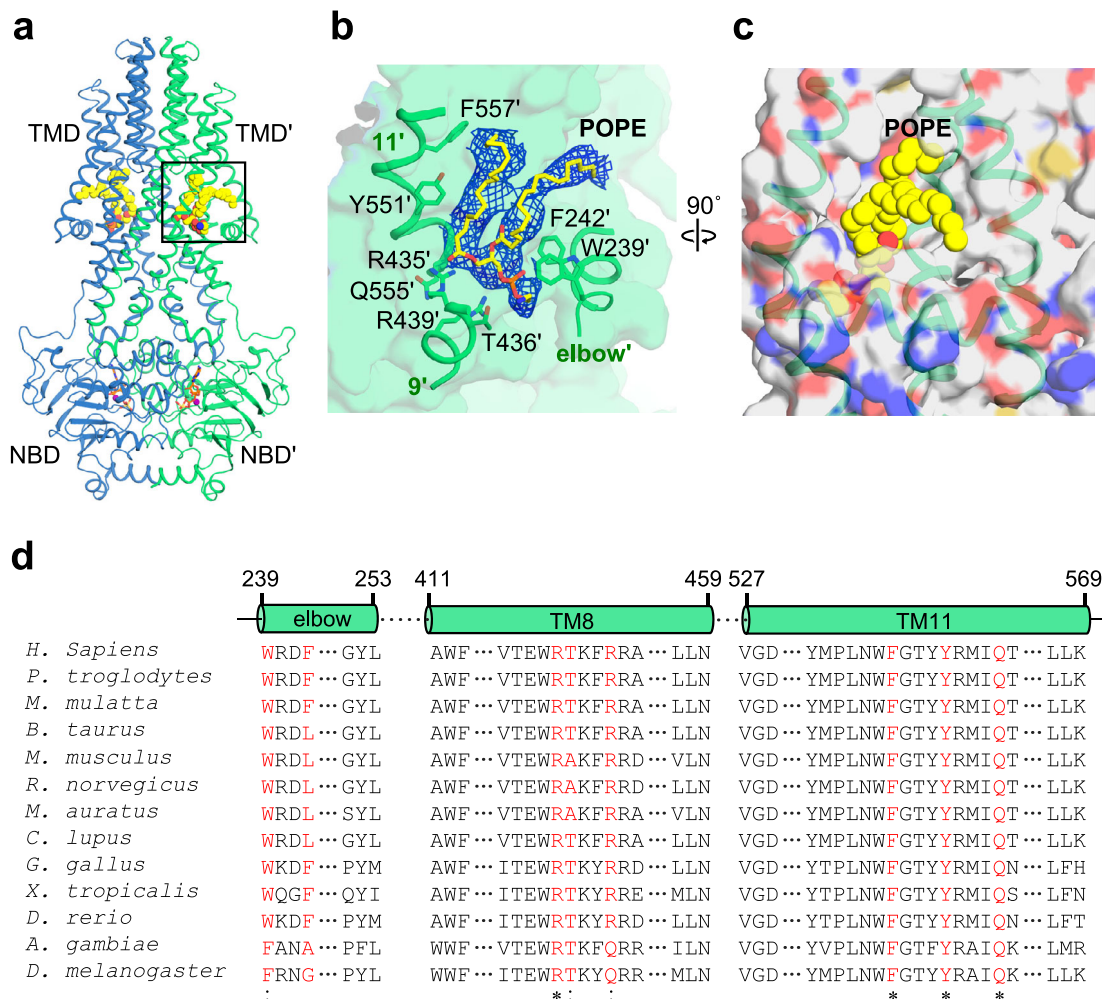 a
TMD
TMD'
NBD
NBD'
b
F557'
POPE
11'
Y551'
F242'
W239'
R435'
Q555'
R439'
T436'
elbow'
9'
90°
c
POPE
d
239 253 411 459 527 569
elbow TM8 TM11
H. Sapiens WRDF ··· GYL AWF ··· VTEWRTKFRRA ··· LLN VGD ··· YMPLNWFGTYYRMIQT ··· LLK
P. troglodytes WRDF ··· GYL AWF ··· VTEWRTKFRRA ··· LLN VGD ··· YMPLNWFGTYYRMIQT ··· LLK
M. mulatta WRDF ··· GYL AWF ··· VTEWRTKFRRA ··· LLN VGD ··· YMPLNWFGTYYRMIQT ··· LLK
B. taurus WRDL ··· GYL AWF ··· VTEWRTKFRRA ··· LLN VGD ··· YMPLNWFGTYYRMIQT ··· LLK
M. musculus WRDL ··· GYL AWF ··· VTEWRAKFRRD ··· VLN VGD ··· YMPLNWFGTYYRMIQT ··· LLK
R. norvegicus WRDL ··· GYL AWF ··· VTEWRAKFRRD ··· LLN VGD ··· YMPLNWFGTYYRMIQT ··· LLK
M. auratus WRDL ··· SYL AWF ··· VTEWRAKFRRA ··· VLN VGD ··· YMPLNWFGTYYRMIQT ··· LLK
C. lupus WRDL ··· GYL AWF ··· VTEWRTKFRRA ··· LLN VGD ··· YMPLNWFGTYYRMIQT ··· LLK
G. gallus WKDF ··· PYM AWF ··· ITEWRTKYRRD ··· LLN VGD ··· YTPLNWFGTYYRMIQN ··· LFH
X. tropicalis WQGF ··· QYI AWF ··· ITEWRTKYRRE ··· MLN VGD ··· YTPLNWFGTYYRMIQS ··· LFN
D. rerio WKDF ··· PYM AWF ··· ITEWRTKYRRD ··· LLN VGD ··· YMPLNWFGTYYRMIQN ··· LFT
A. gambiae FANA ··· PFL WWF ··· VTEWRTKFQRR ··· ILN VGD ··· YVPLNWFGTFYRAIQK ··· LMR
D. melanogaster FRNG ··· PYL WWF ··· ITEWRTKYQRR ··· MLN VGD ··· YMPLNWFGTYYRAIQK ··· LLK
: * : : * * *